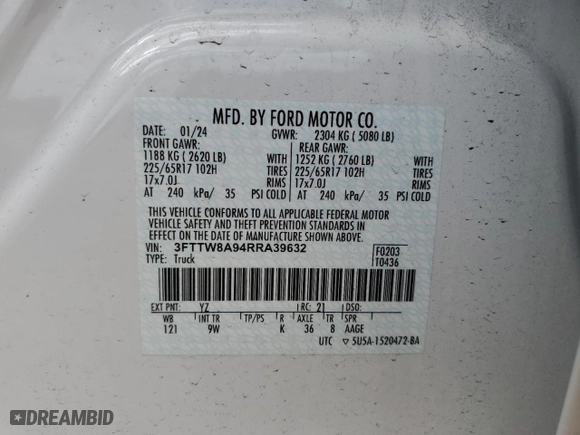 MFD. BY FORD MOTOR CO.
DATE: 01/24 GVWR: 2304 KG ( 5080 LB)
FRONT GAWR: REAR GAWR:
1188 KG ( 2620 LB) WITH 1252 KG ( 2760 LB) WITH
225/65R17 102H TIRES 225/65R17 102H TIRES
17x7.0J RIMS 17x7.0J RIMS
AT 240 kPa/ 35 PSI COLD AT 240 kPa/ 35 PSI COLD
THIS VEHICLE CONFORMS TO ALL APPLICABLE FEDERAL MOTOR
VEHICLE SAFETY AND THEFT PREVENTION STANDARDS IN
EFFECT ON THE DATE OF MANUFACTURE SHOWN ABOVE.
VIN: 3FTTW8A94RRA39632 F0203
TYPE: Truck T0436
EXT PNT: YZ RC: 21 DSO:
WB INT TR TP/PS R AXLE TR SPR
121 9W K 36 8 AAGE
UTC ▽ 5U5A-1520472-BA
DREAMBID